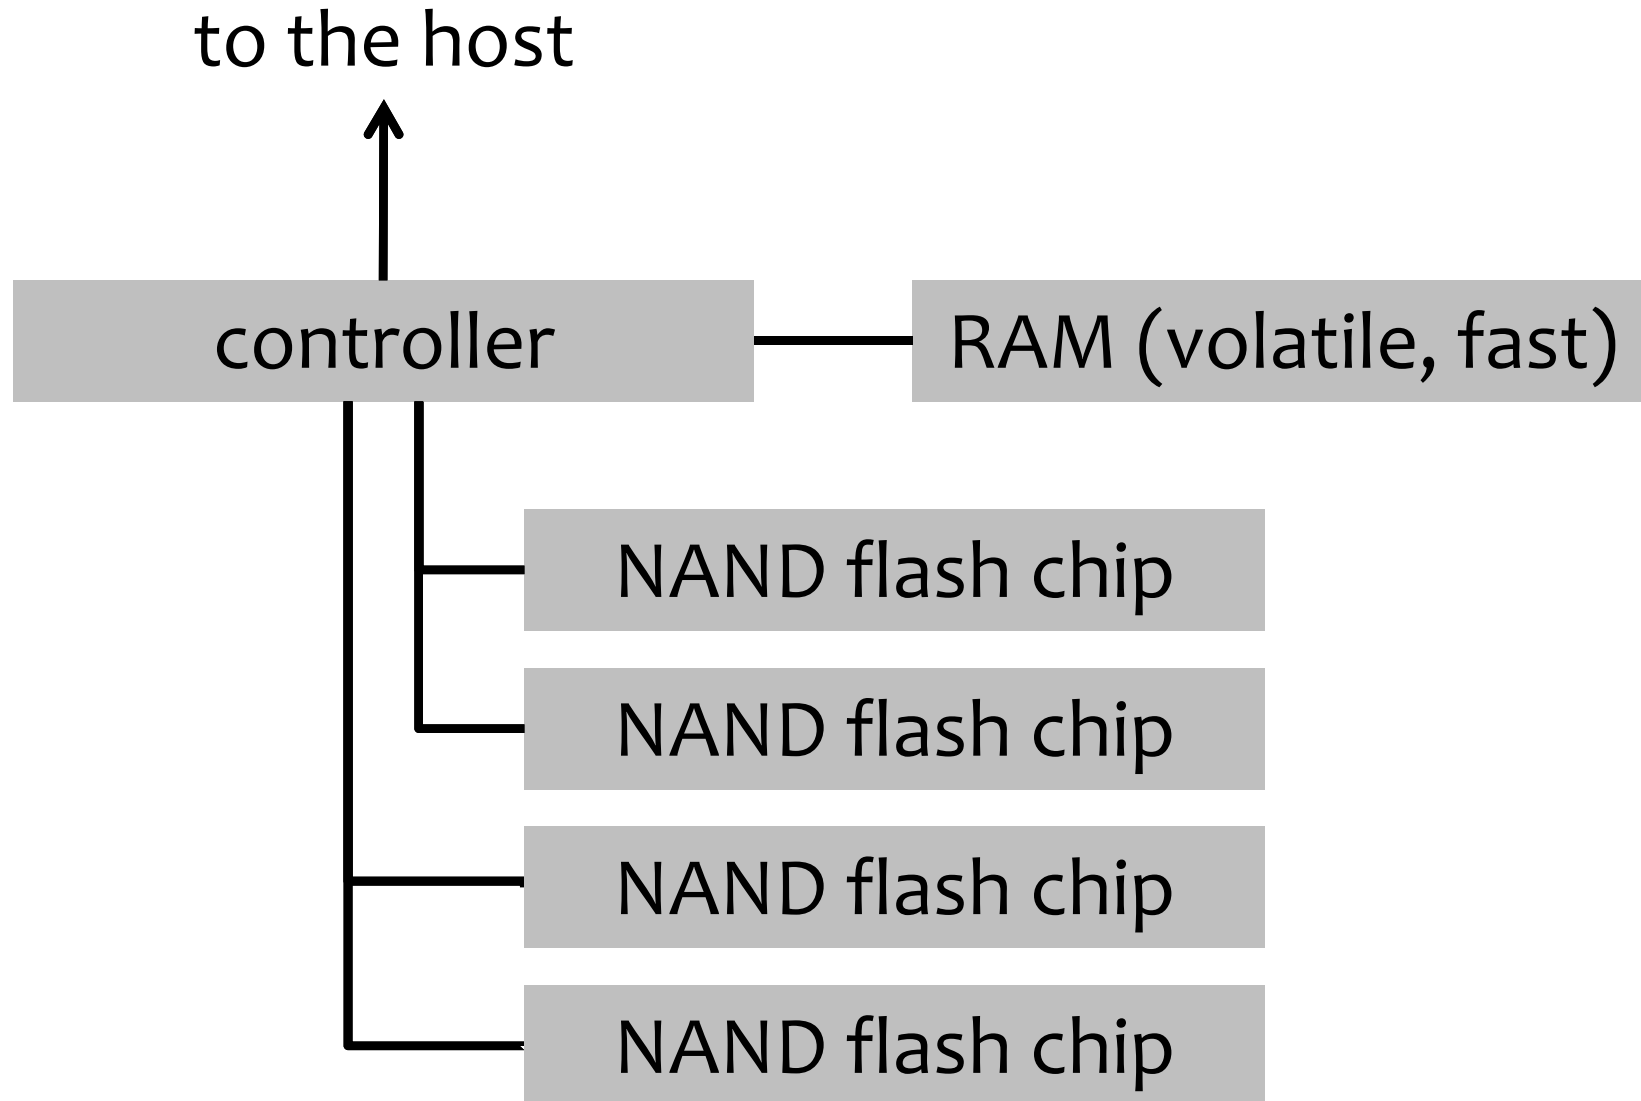 to the host
controller
RAM (volatile, fast)
NAND flash chip
NAND flash chip
NAND flash chip
NAND flash chip